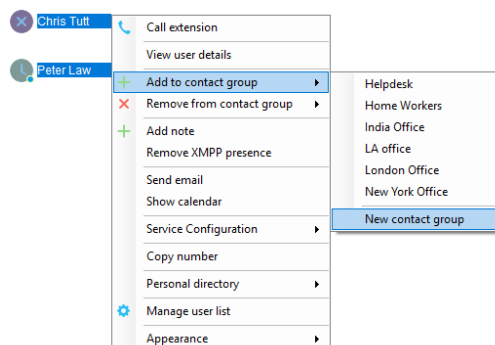 Chris Tutt
Peter Law
Call extension
View user details
Add to contact group
Remove from contact group
Add note
Remove XMPP presence
Send email
Show calendar
Service Configuration
Copy number
Personal directory
Manage user list
Appearance
Helpdesk
Home Workers
India Office
LA office
London Office
New York Office
New contact group